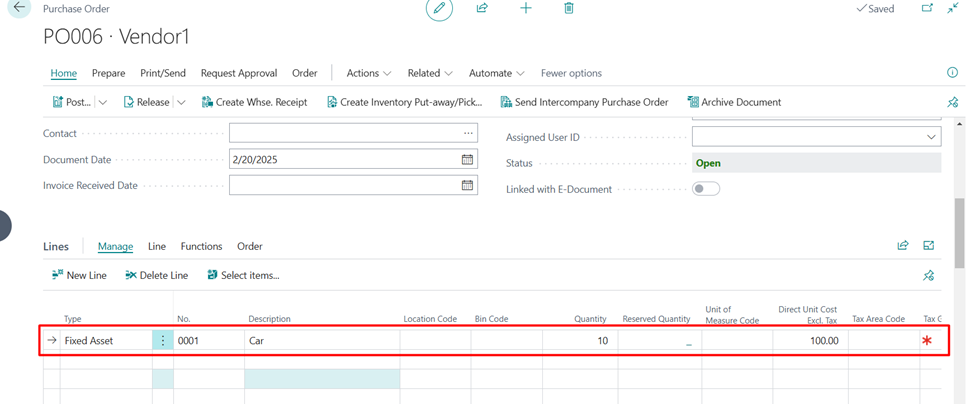 Purchase Order
Saved
PO006 · Vendor1
Home Prepare Print/Send Request Approval Order Actions Related Automate Fewer options
Post... Release Create Whse. Receipt Create Inventory Put-away/Pick... Send Intercompany Purchase Order Archive Document
Contact
Assigned User ID
Document Date 2/20/2025
Status Open
Invoice Received Date
Linked with E-Document
Lines Manage Line Functions Order
New Line Delete Line Select items...
Type No. Description Location Code Bin Code Quantity Reserved Quantity Unit of Measure Code Direct Unit Cost Excl. Tax Tax Area Code Tax G
Fixed Asset 0001 Car 10 _ 100.00 *